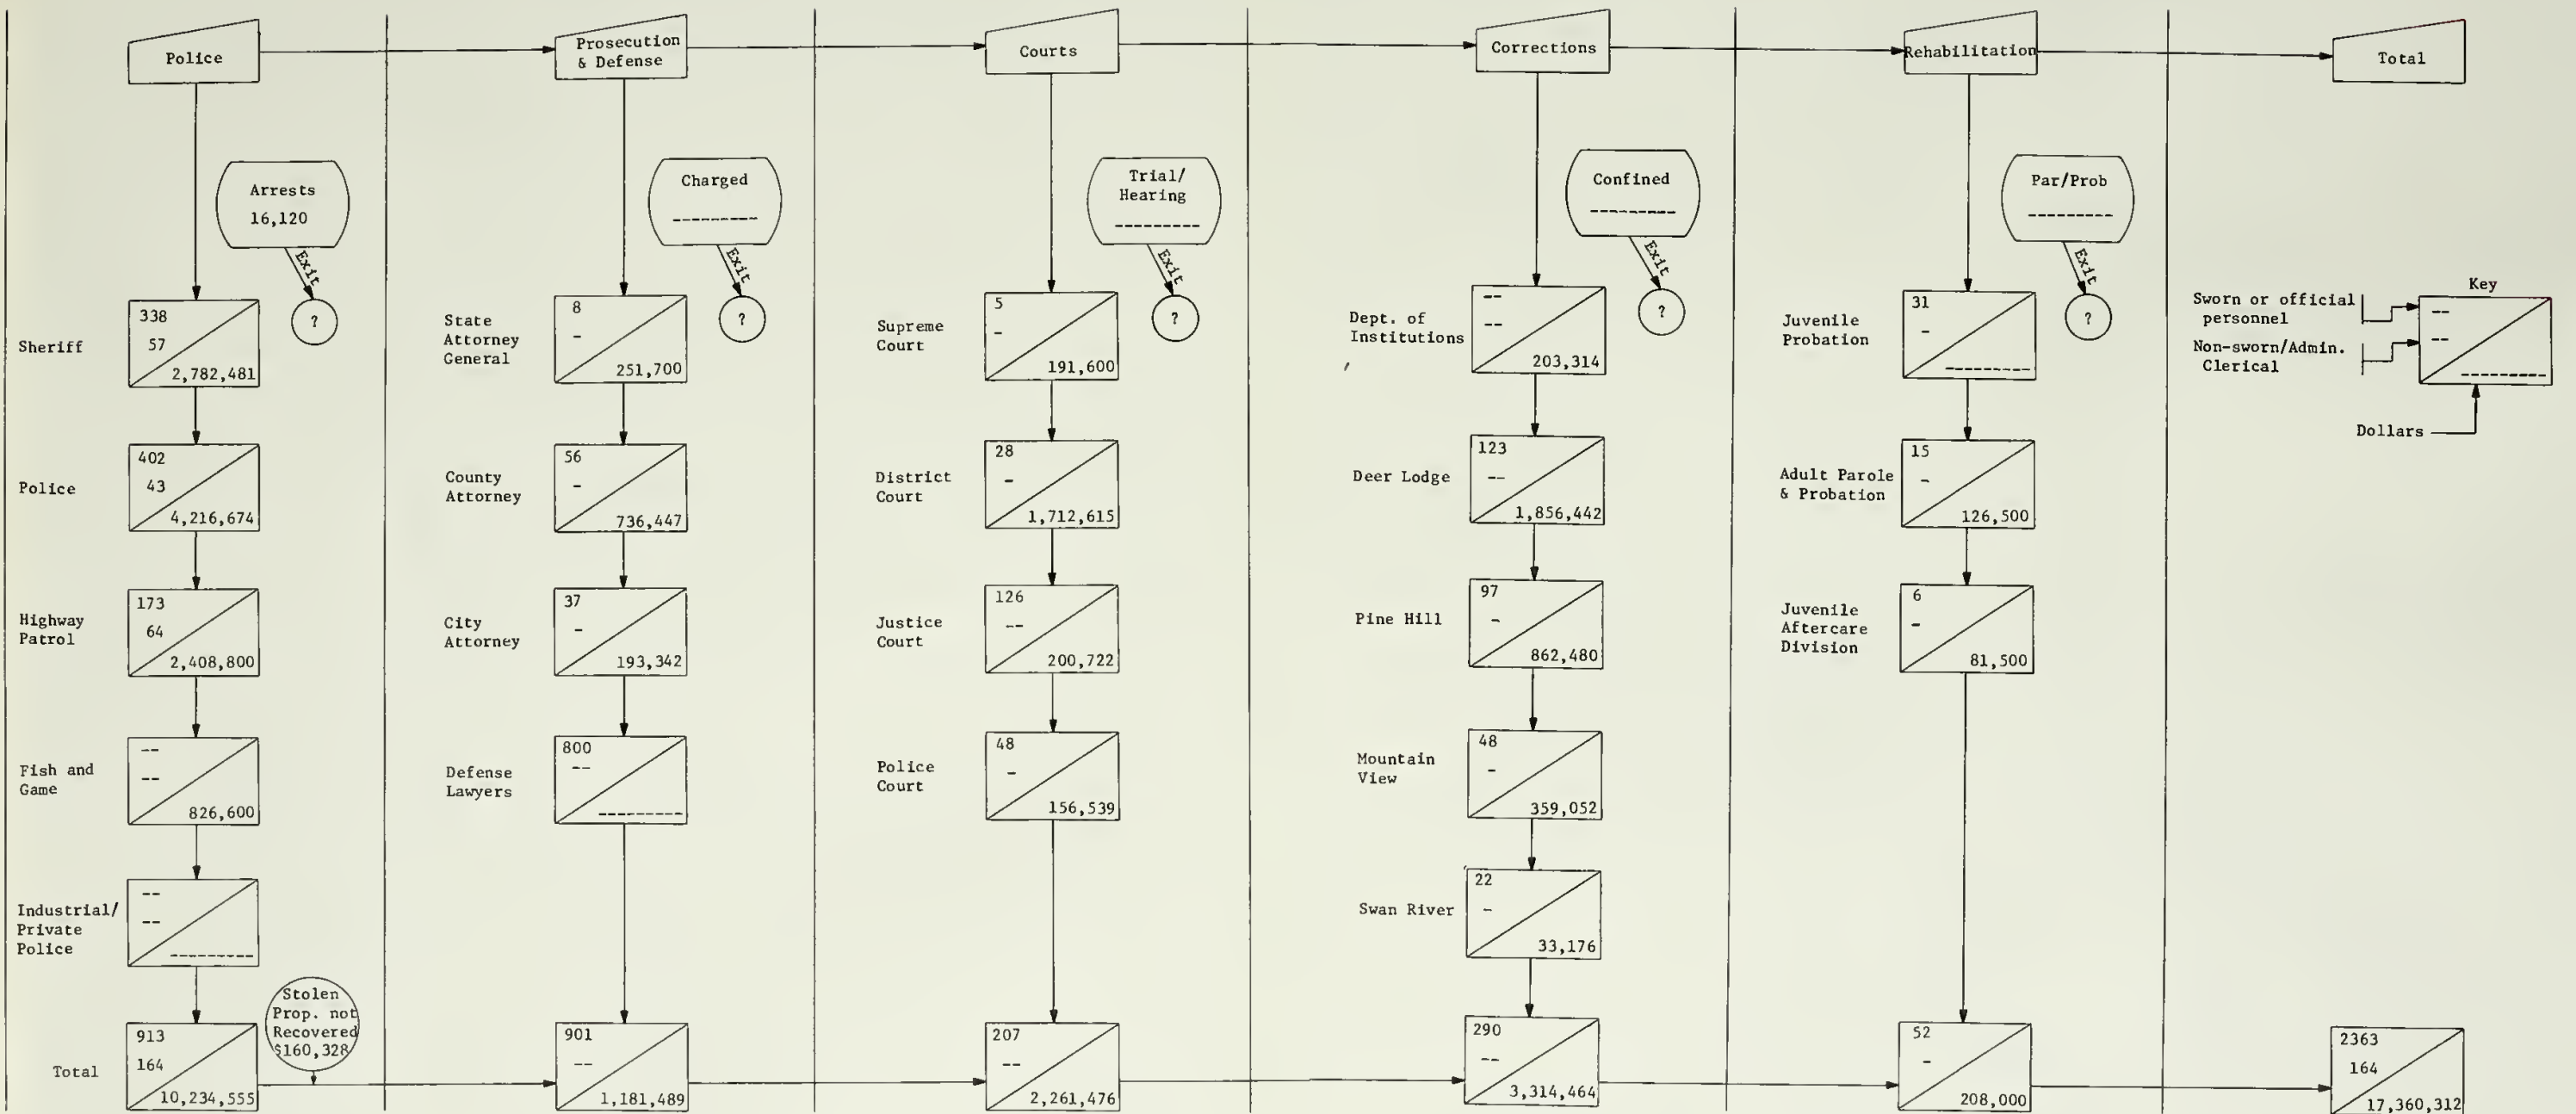 Police
Prosecution
& Defense
Courts
Corrections
Rehabilitation
Total
Arrests
16,120
Exit
?
Charged
---------
Exit
?
Trial/
Hearing
---------
Exit
?
Confined
---------
Exit
?
Par/Prob
---------
Exit
?
Sheriff
338
57
2,782,481
Police
402
43
4,216,674
Highway
Patrol
173
64
2,408,800
Fish and
Game
--
--
826,600
Industrial/
Private
Police
--
--
---------
Total
913
164
10,234,555
Stolen
Prop. not
Recovered
$160,328
State
Attorney
General
8
-
251,700
County
Attorney
56
-
736,447
City
Attorney
37
-
193,342
Defense
Lawyers
800
--
---------
901
--
1,181,489
Supreme
Court
5
-
191,600
District
Court
28
-
1,712,615
Justice
Court
126
--
200,722
Police
Court
48
-
156,539
207
--
2,261,476
Dept. of
Institutions
--
--
203,314
Deer Lodge
123
--
1,856,442
Pine Hill
97
-
862,480
Mountain
View
48
-
359,052
Swan River
22
-
33,176
290
--
3,314,464
Juvenile
Probation
31
-
---------
Adult Parole
& Probation
15
-
126,500
Juvenile
Aftercare
Division
6
-
81,500
52
-
208,000
Key
Sworn or official
personnel
Non-sworn/Admin.
Clerical
--
--
---------
Dollars
2363
164
17,360,312